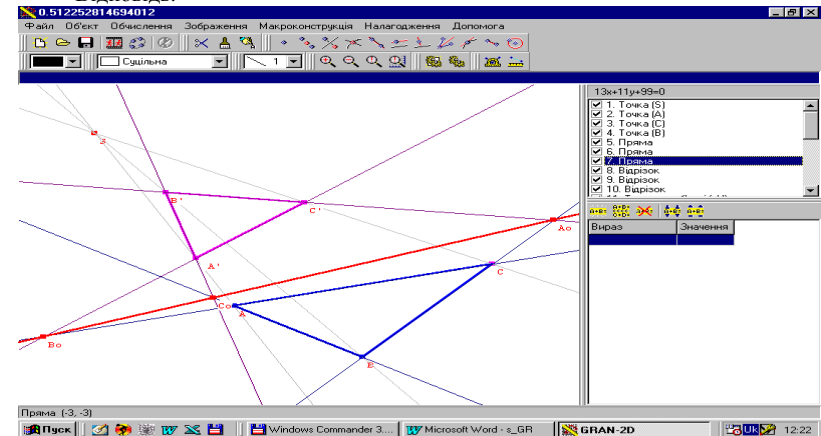 Відповідь.
0.512252814694012
Файл Об'єкт Обчислення Зображення Макроконструкція Налагодження Допомога
Суцільна 1
13x+11y+99=0
1. Точка (S)
2. Точка (A)
3. Точка (C)
4. Точка (B)
5. Пряма
6. Пряма
7. Пряма
8. Відрізок
9. Відрізок
10. Відрізок
Вираз Значення
S
B'
C'
Ao
A'
C
Co
A
Bo
B
Пряма (-3, -3)
Пуск Windows Commander 3.... Microsoft Word - s_GR GRAN-2D Uk 12:22